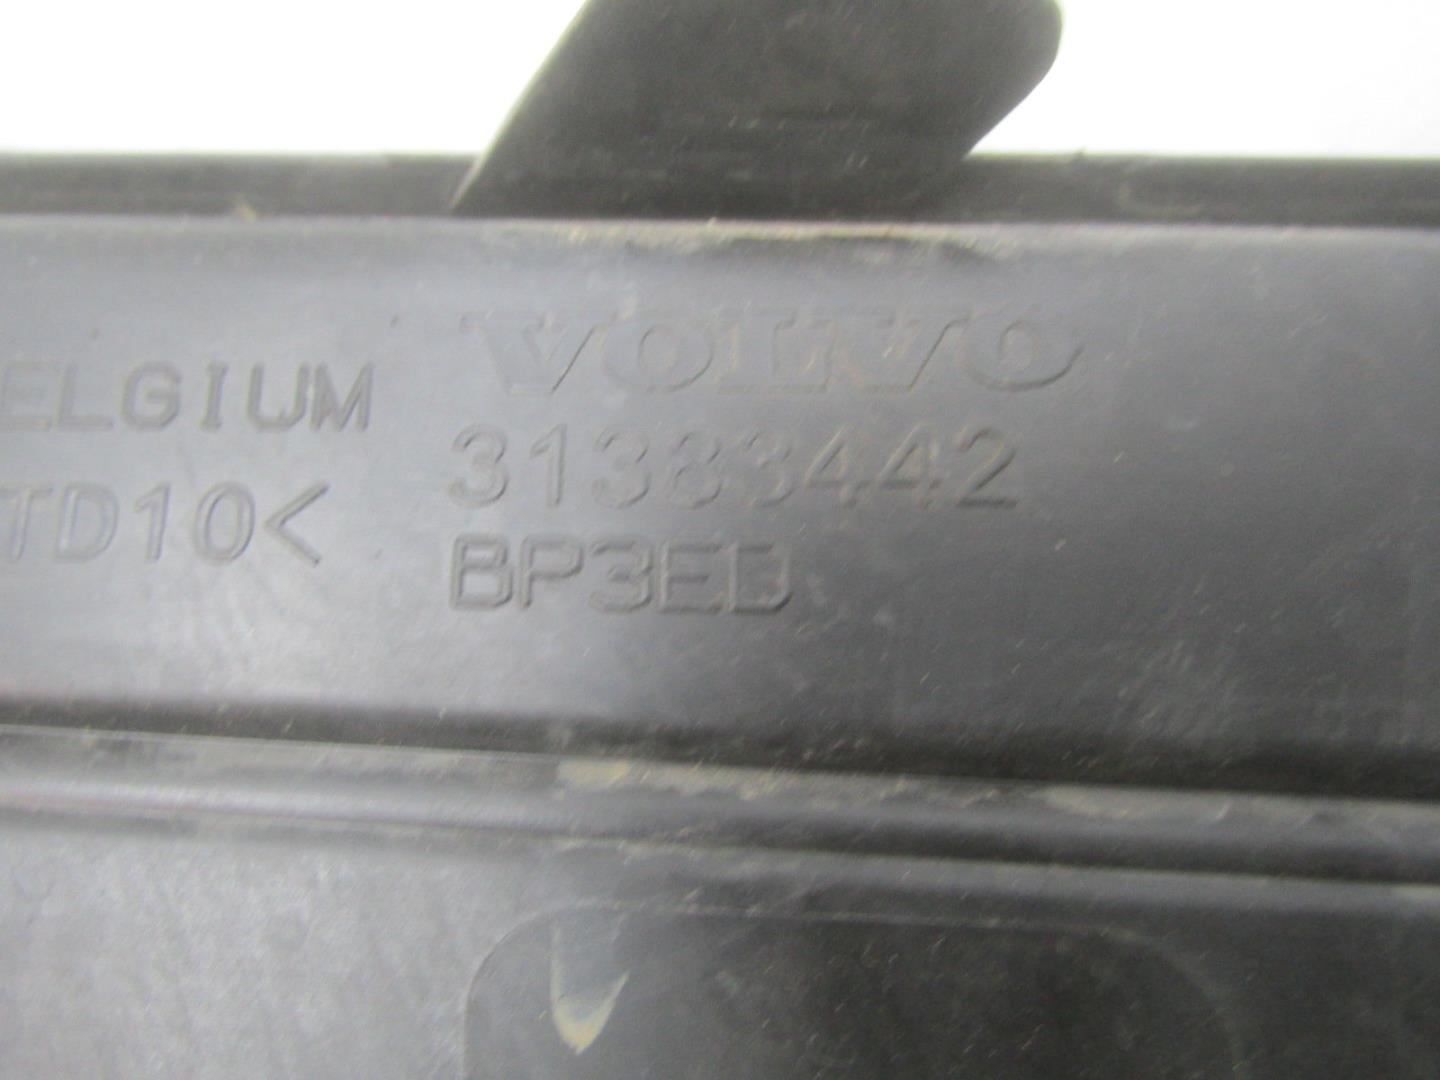 ELGIUM
TD10<
VOLVO
31383442
BP3ED